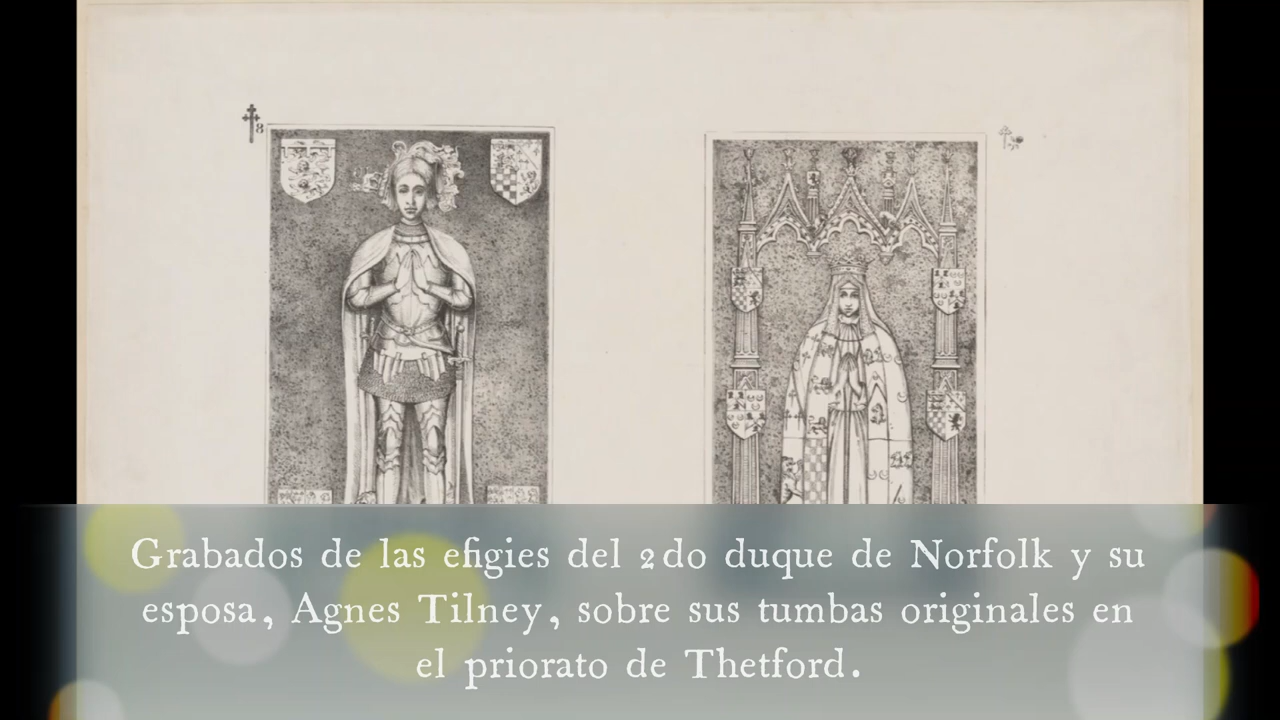 Grabados de las efigies del 2do duque de Norfolk y su
esposa, Agnes Tilney, sobre sus tumbas originales en
el priorato de Thetford.